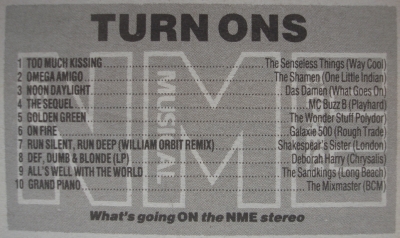 TURN ONS
1 TOO MUCH KISSING ........ The Senseless Things (Way Cool)
2 OMEGA AMIGO ........ The Shamen (One Little Indian)
3 NOON DAYLIGHT ........ Das Damen (What Goes On)
4 THE SEQUEL ........ MC Buzz B (Playhard)
5 GOLDEN GREEN ........ The Wonder Stuff Polydor)
6 ON FIRE ........ Galaxie 500 (Rough Trade)
7 RUN SILENT, RUN DEEP (WILLIAM ORBIT REMIX) ........ Shakespear's Sister (London)
8 DEF, DUMB & BLONDE (LP) ........ Deborah Harry (Chrysalis)
9 ALL'S WELL WITH THE WORLD ........ The Sandkings (Long Beach)
10 GRAND PIANO ........ The Mixmaster (BCM)
NME
MUSICAL
What's going ON the NME stereo